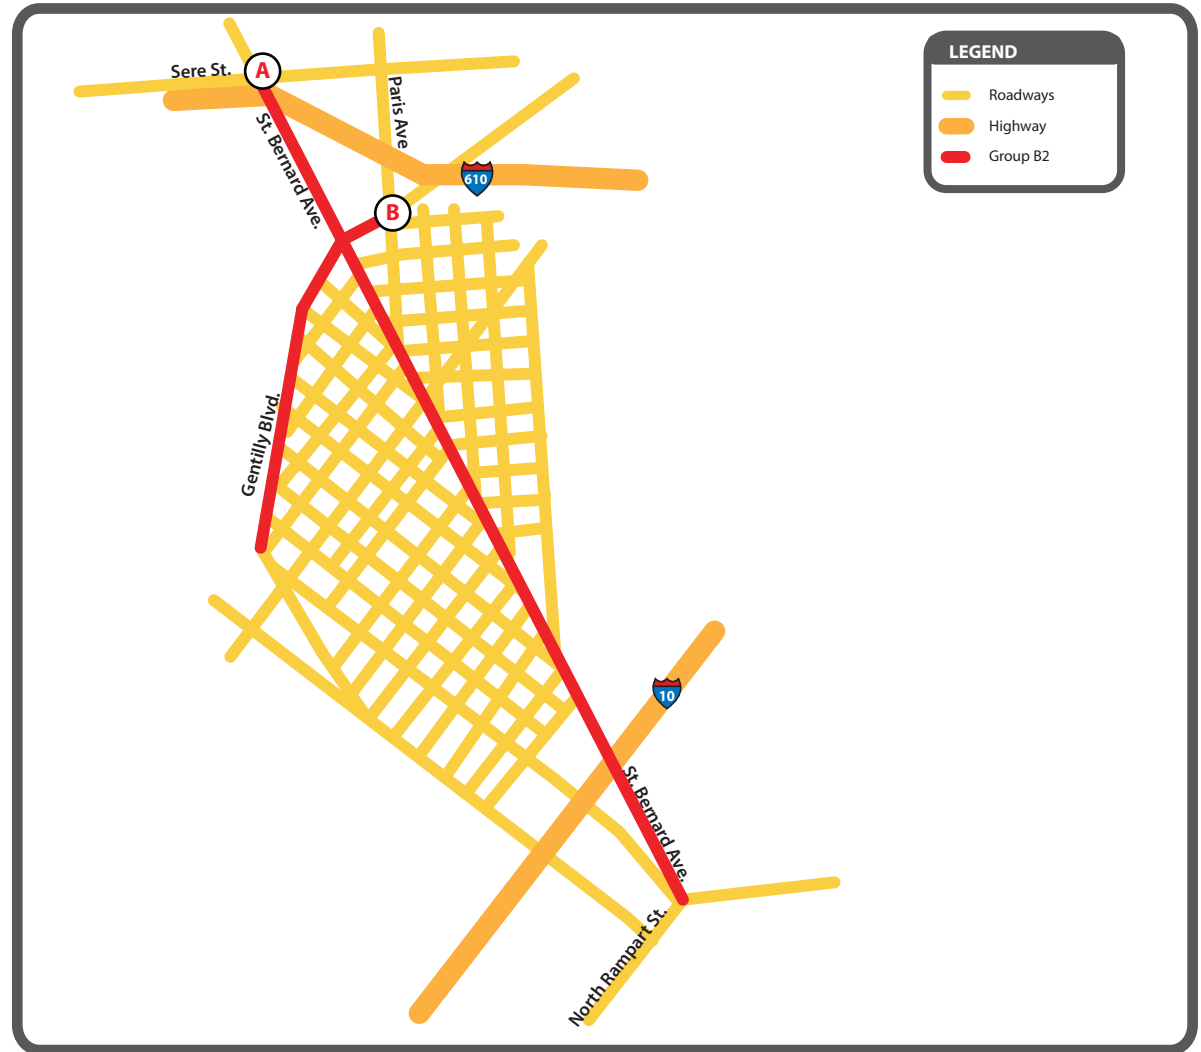 Sere St.
A
Paris Ave
St. Bernard Ave.
610
B
Gentilly Blvd.
10
St. Bernard Ave.
North Rampart St.
LEGEND
Roadways
Highway
Group B2